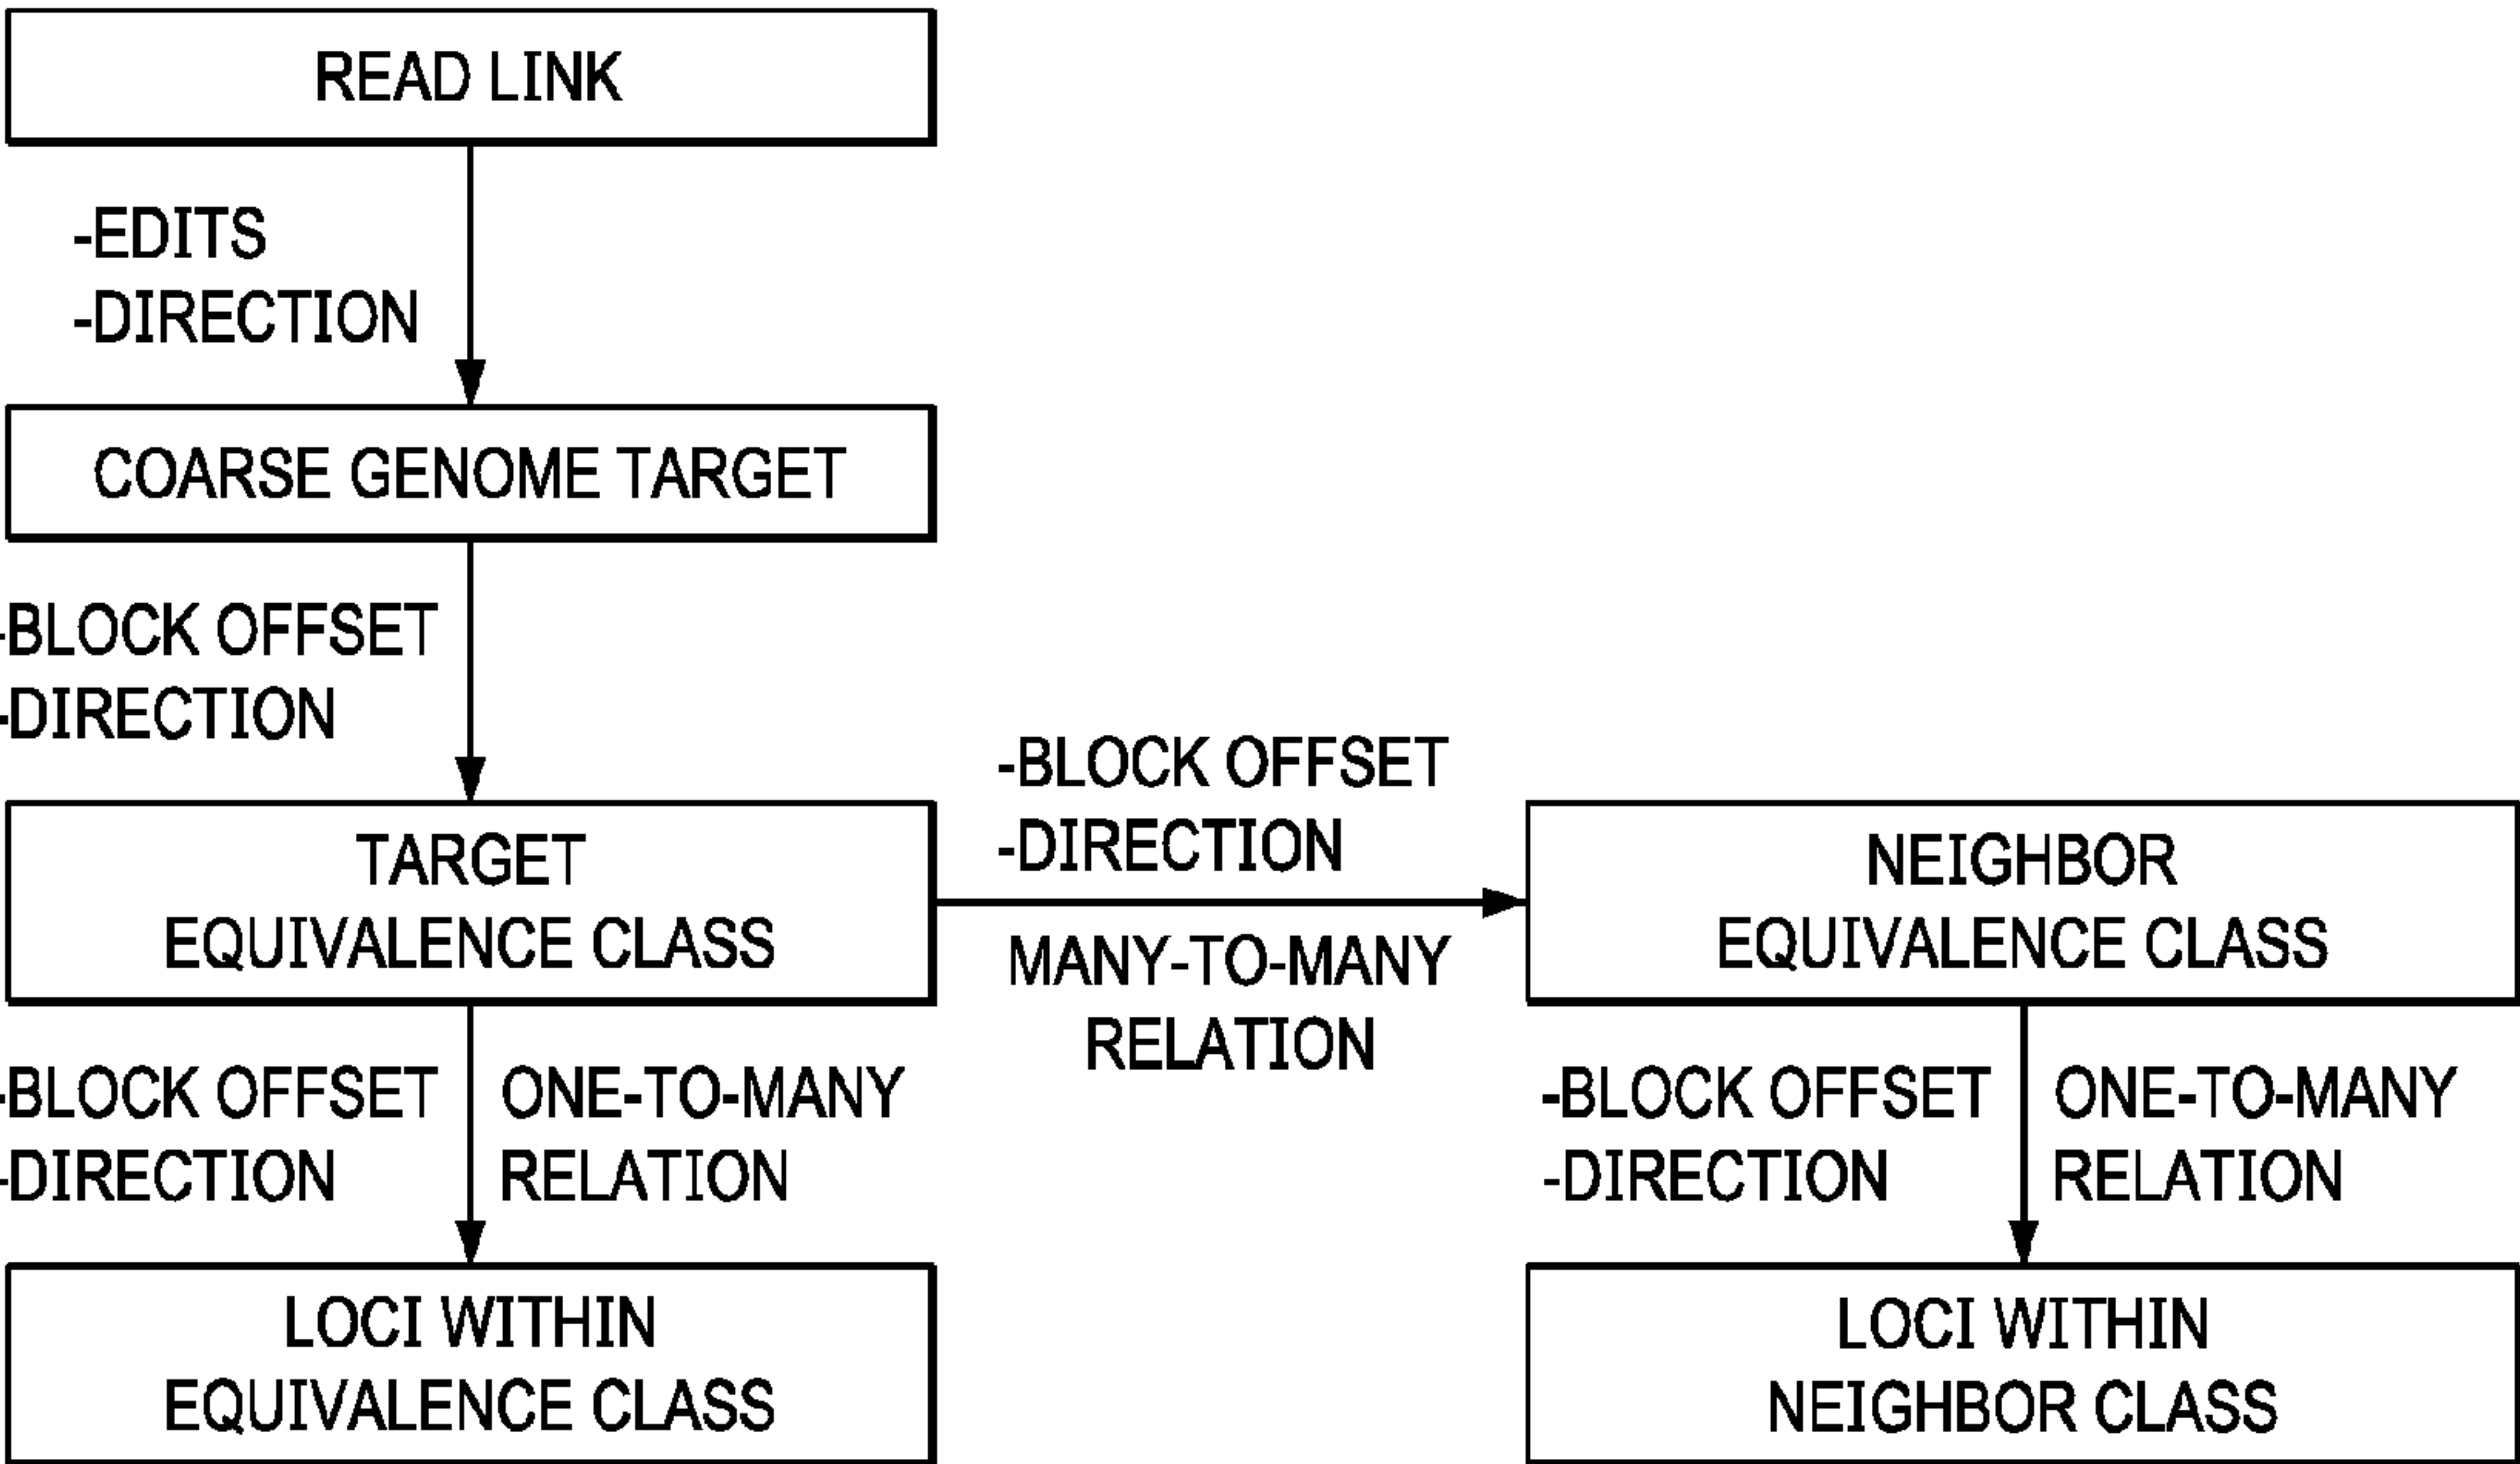 READ LINK
-EDITS
-DIRECTION
COARSE GENOME TARGET
-BLOCK OFFSET
-DIRECTION
TARGET
EQUIVALENCE CLASS
-BLOCK OFFSET
-DIRECTION
MANY-TO-MANY
RELATION
NEIGHBOR
EQUIVALENCE CLASS
-BLOCK OFFSET
-DIRECTION
ONE-TO-MANY
RELATION
-BLOCK OFFSET
-DIRECTION
ONE-TO-MANY
RELATION
LOCI WITHIN
EQUIVALENCE CLASS
LOCI WITHIN
NEIGHBOR CLASS